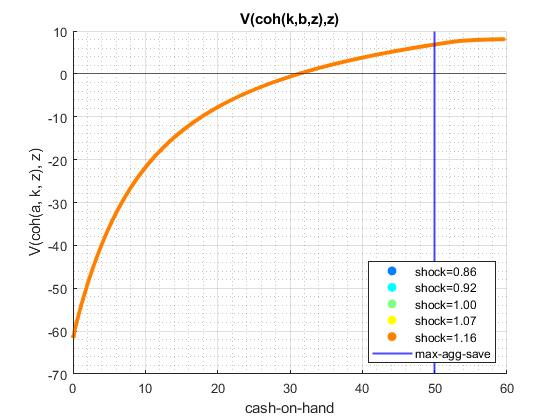 V(coh(k,b,z),z)
10
0
-10
-20
-30
-40
-50
-60
-70
V(coh(a, k, z), z)
shock=0.86
shock=0.92
shock=1.00
shock=1.07
shock=1.16
max-agg-save
0 10 20 30 40 50 60
cash-on-hand